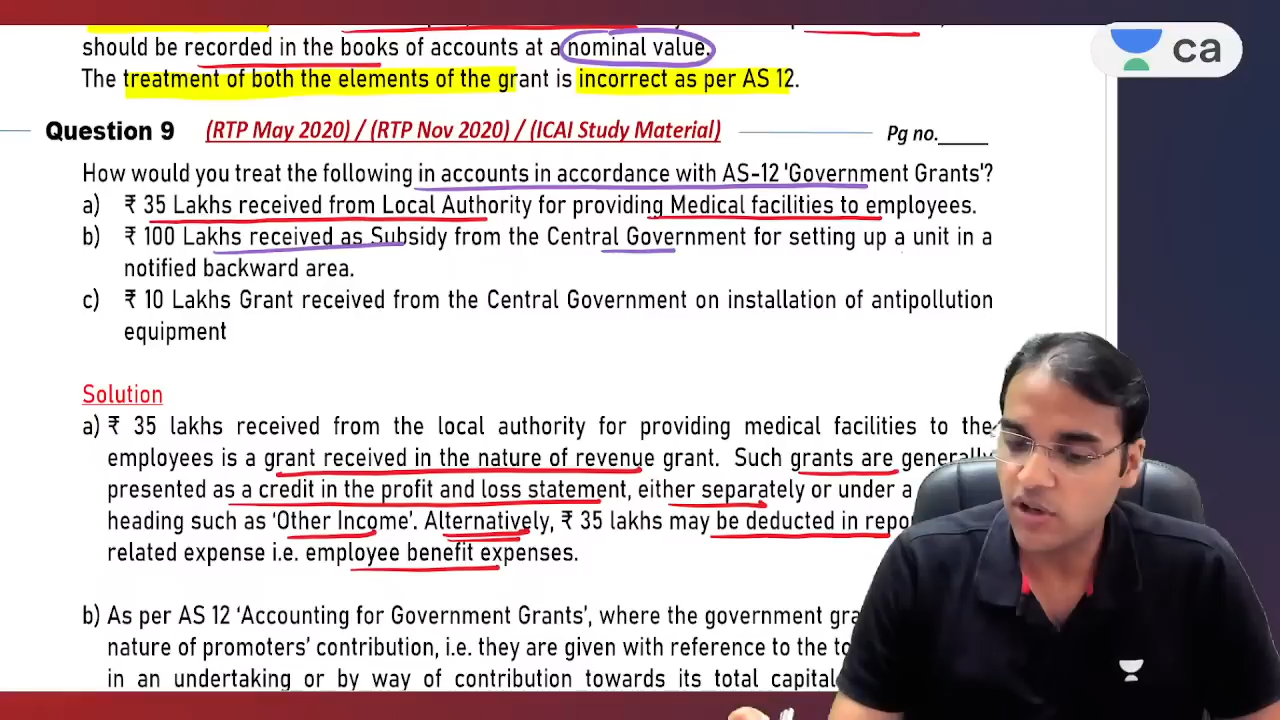 should be recorded in the books of accounts at a nominal value.
ca
The treatment of both the elements of the grant is incorrect as per AS 12.
Question 9 (RTP May 2020) / (RTP Nov 2020) / (ICAI Study Material) Pg no._____
How would you treat the following in accounts in accordance with AS-12 'Government Grants'?
a) ₹ 35 Lakhs received from Local Authority for providing Medical facilities to employees.
b) ₹ 100 Lakhs received as Subsidy from the Central Government for setting up a unit in a
notified backward area.
c) ₹ 10 Lakhs Grant received from the Central Government on installation of antipollution
equipment
Solution
a) ₹ 35 lakhs received from the local authority for providing medical facilities to the
employees is a grant received in the nature of revenue grant. Such grants are generally
presented as a credit in the profit and loss statement, either separately or under a
heading such as ‘Other Income’. Alternatively, ₹ 35 lakhs may be deducted in
related expense i.e. employee benefit expenses.
b) As per AS 12 ‘Accounting for Government Grants’, where the government
nature of promoters’ contribution, i.e. they are given with reference to the
in an undertaking or by way of contribution towards its total capital